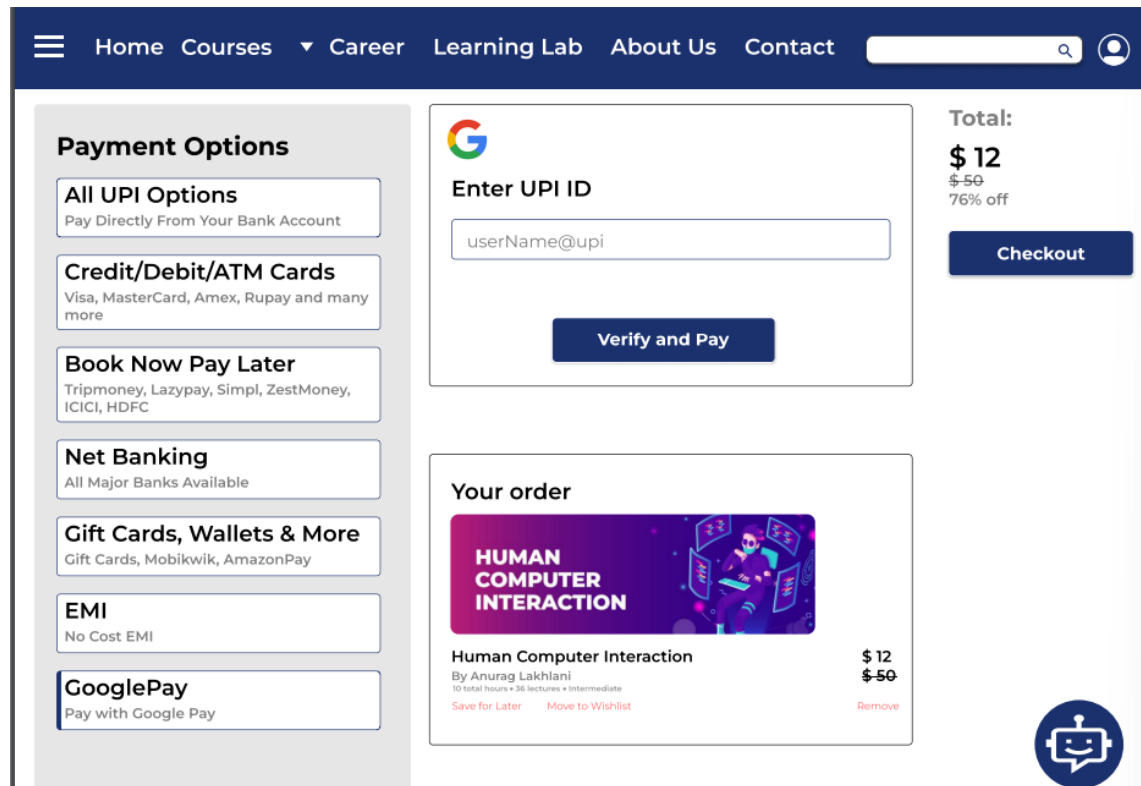 Home Courses ▼ Career Learning Lab About Us Contact
Payment Options
All UPI Options
Pay Directly From Your Bank Account
Credit/Debit/ATM Cards
Visa, MasterCard, Amex, Rupay and many
more
Book Now Pay Later
Tripmoney, Lazypay, Simpl, ZestMoney,
ICICI, HDFC
Net Banking
All Major Banks Available
Gift Cards, Wallets & More
Gift Cards, Mobikwik, AmazonPay
EMI
No Cost EMI
GooglePay
Pay with Google Pay
G
Enter UPI ID
userName@upi
Verify and Pay
Your order
HUMAN
COMPUTER
INTERACTION
Human Computer Interaction $ 12
By Anurag Lakhlani $ 50
10 total hours • 36 lectures • Intermediate
Save for Later Move to Wishlist Remove
Total:
$ 12
$ 50
76% off
Checkout